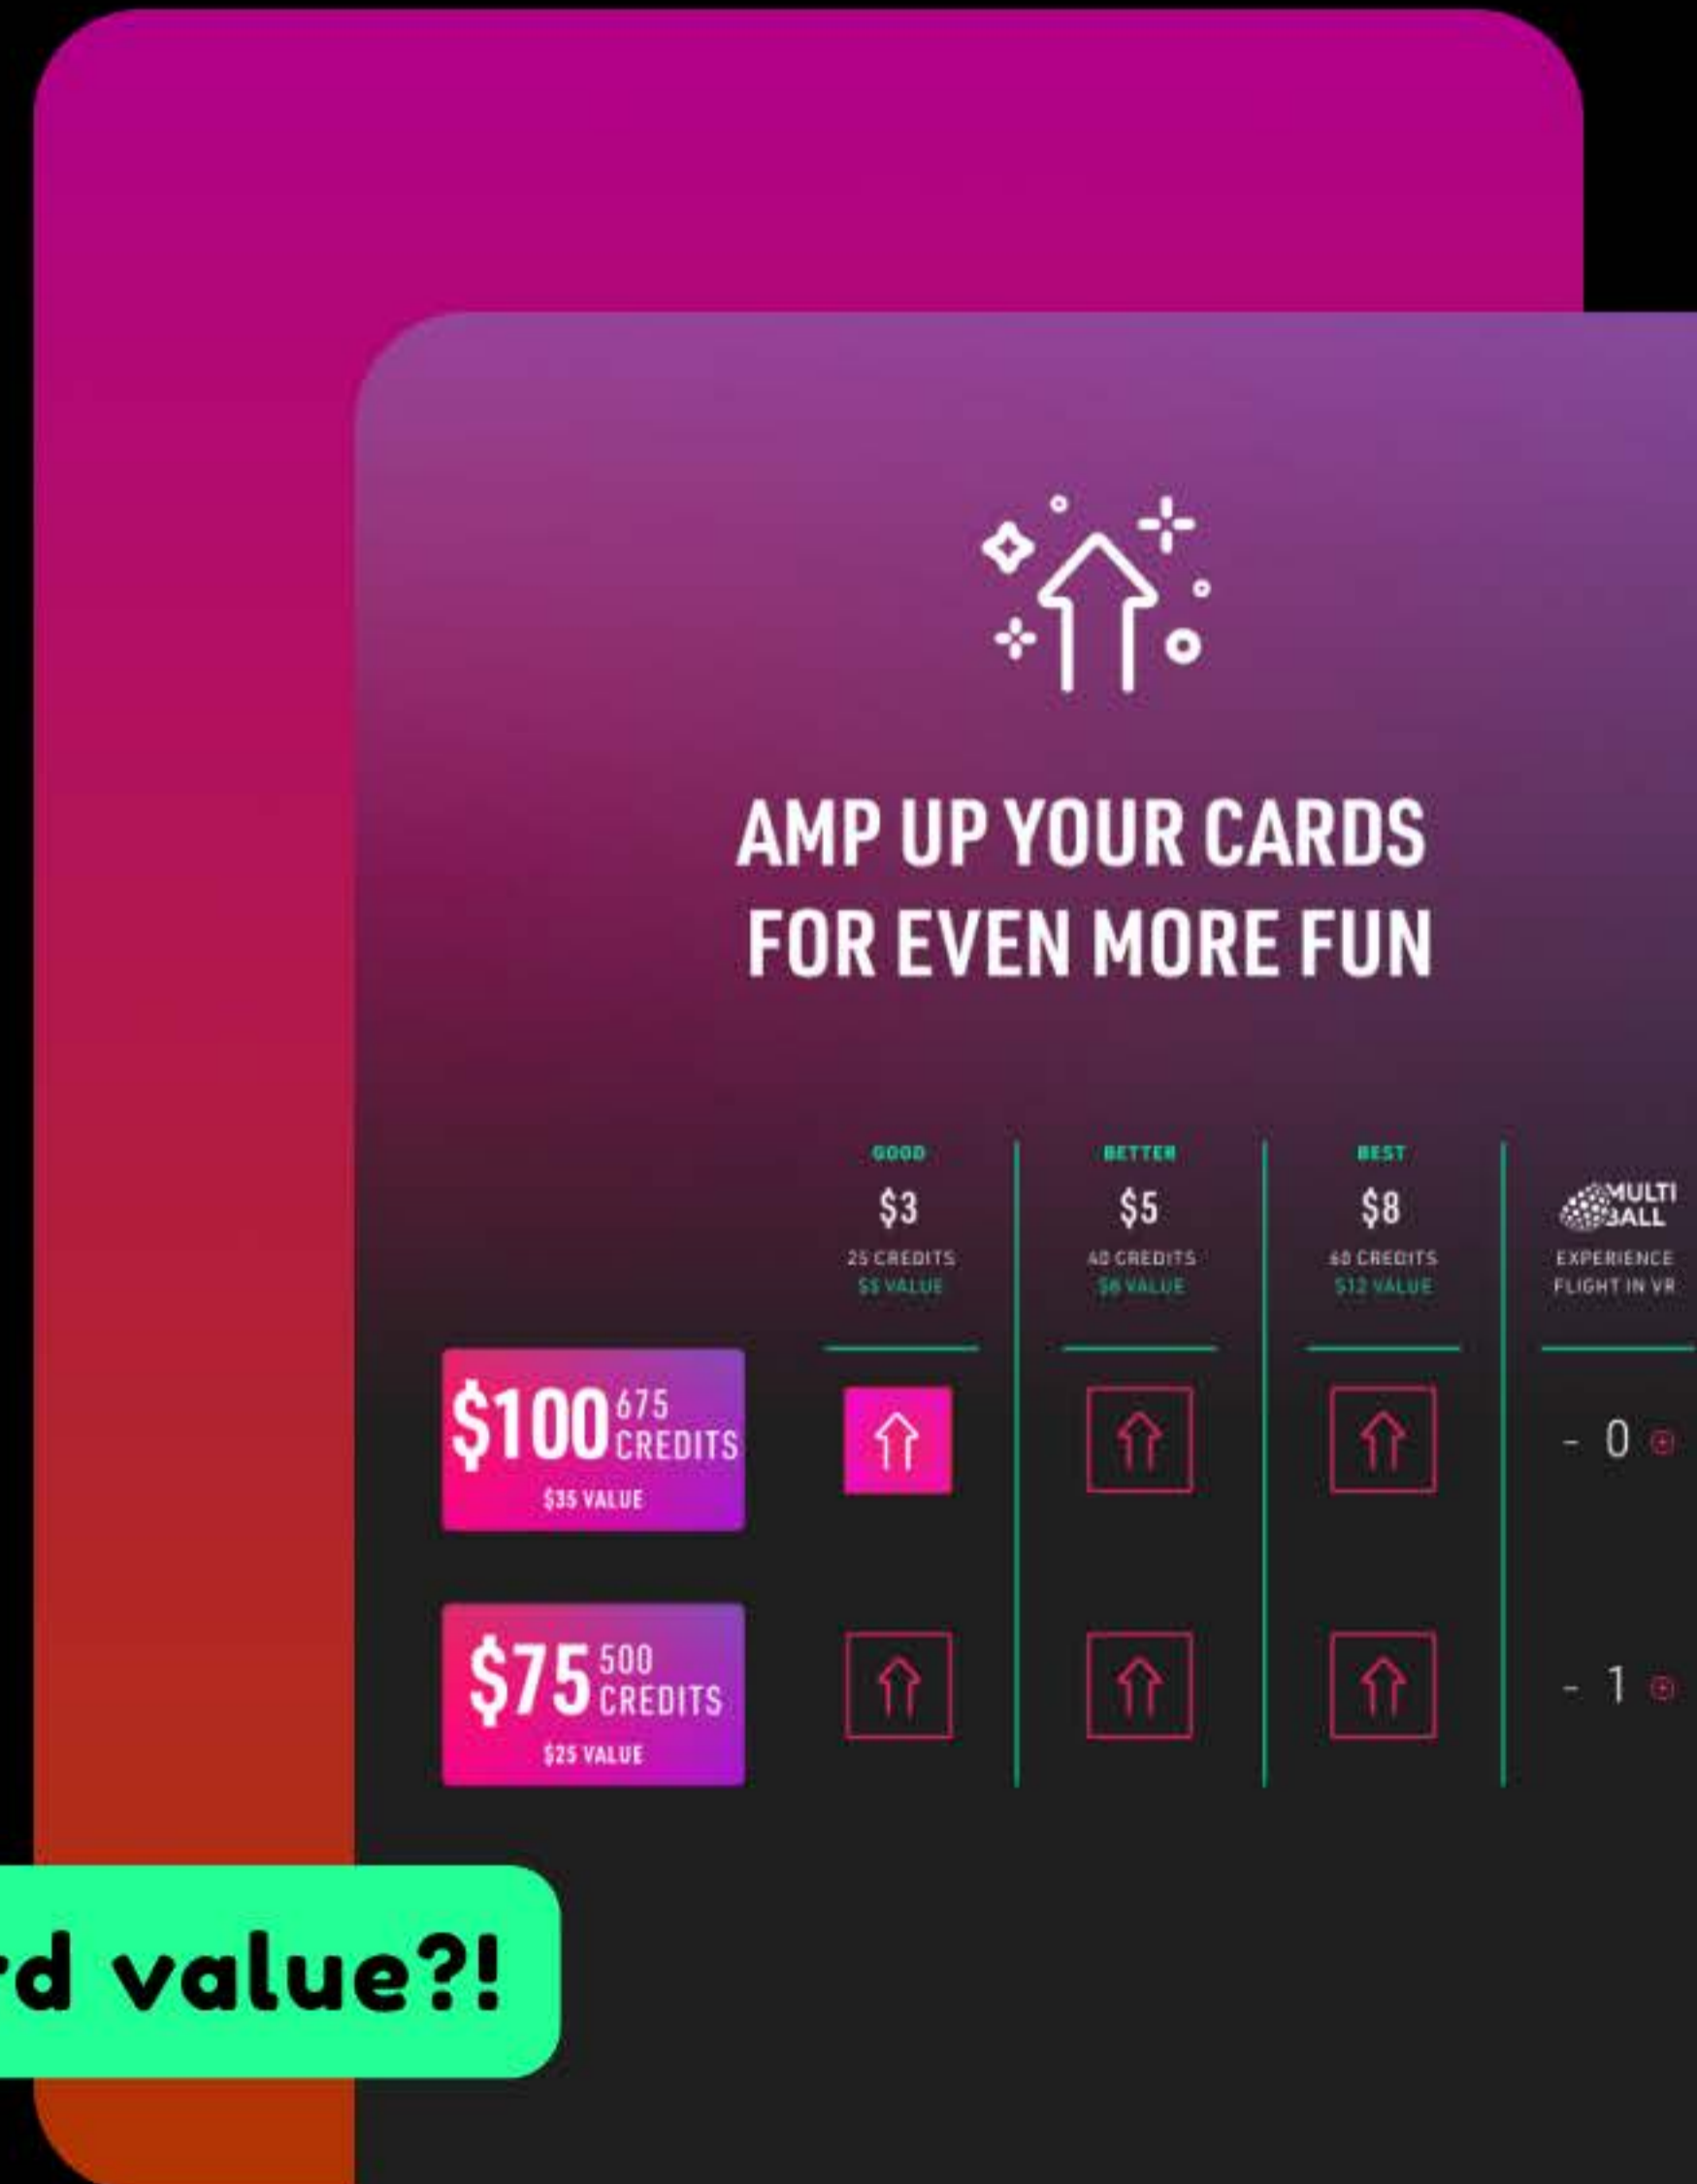 AMP UP YOUR CARDS
FOR EVEN MORE FUN
GOOD
$3
25 CREDITS
$5 VALUE
BETTER
$5
40 CREDITS
$8 VALUE
BEST
$8
60 CREDITS
$12 VALUE
MULTI
BALL
EXPERIENCE
FLIGHT IN VR
$100 675
CREDITS
$35 VALUE
- 0 +
$75 500
CREDITS
$25 VALUE
- 1 +
rd value?!